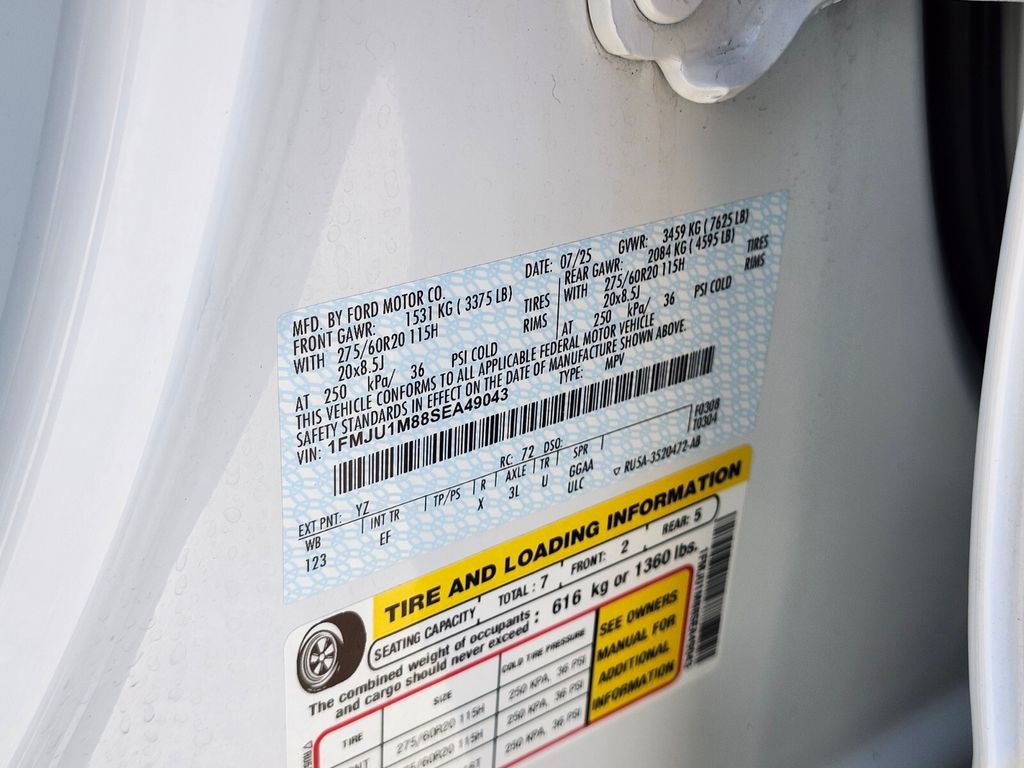 MFD. BY FORD MOTOR CO.
DATE: 07/25 GVWR: 3459 KG ( 7625 LB)
FRONT GAWR: 1531 KG ( 3375 LB) REAR GAWR: 2084 KG ( 4595 LB)
WITH 275/60R20 115H TIRES WITH 275/60R20 115H TIRES
20x8.5J RIMS 20x8.5J RIMS
AT 250 kPa/ 36 PSI COLD AT 250 kPa/ 36 PSI COLD
THIS VEHICLE CONFORMS TO ALL APPLICABLE FEDERAL MOTOR VEHICLE
SAFETY STANDARDS IN EFFECT ON THE DATE OF MANUFACTURE SHOWN ABOVE.
VIN: 1FMJU1M88SEA49043 TYPE: MPV
F0308
T0304
EXT PNT: YZ RC: 72 DSO:
WB INT TR TP/PS R AXLE TR SPR
123 EF X 3L U GGAA
ULC
▽ RU5A-3520472-AB
TIRE AND LOADING INFORMATION
SEATING CAPACITY TOTAL : 7 FRONT: 2 REAR: 5
The combined weight of occupants
and cargo should never exceed : 616 kg or 1360 lbs.
TIRE SIZE COLD TIRE PRESSURE
275/60R20 115H 250 KPA, 36 PSI
275/60R20 115H 250 KPA, 36 PSI
250 KPA, 36 PSI
SEE OWNERS
MANUAL FOR
ADDITIONAL
INFORMATION